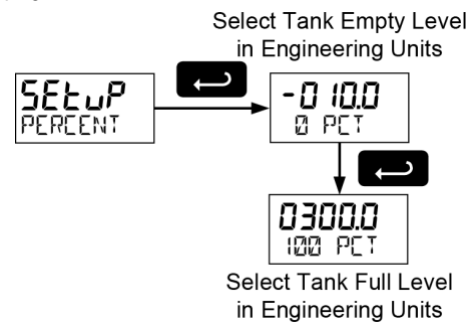 Select Tank Empty Level
in Engineering Units
SEtuP
PERCENT
-010.0
0 PCT
0300.0
100 PCT
Select Tank Full Level
in Engineering Units